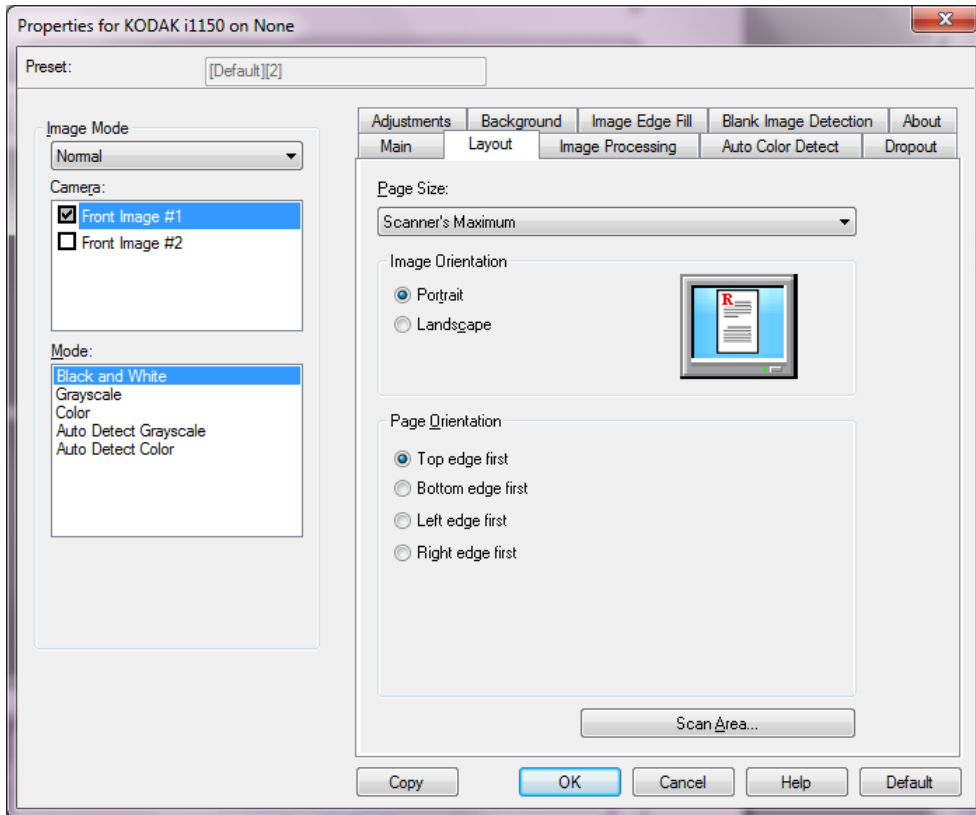 Properties for KODAK i1150 on None
Preset:
[Default][2]
Image Mode
Normal
Camera:
Front Image #1
Front Image #2
Mode:
Black and White
Grayscale
Color
Auto Detect Grayscale
Auto Detect Color
Adjustments Background Image Edge Fill Blank Image Detection About
Main Layout Image Processing Auto Color Detect Dropout
Page Size:
Scanner's Maximum
Image Orientation
Portrait
Landscape
R
Page Orientation
Top edge first
Bottom edge first
Left edge first
Right edge first
Scan Area...
Copy OK Cancel Help Default